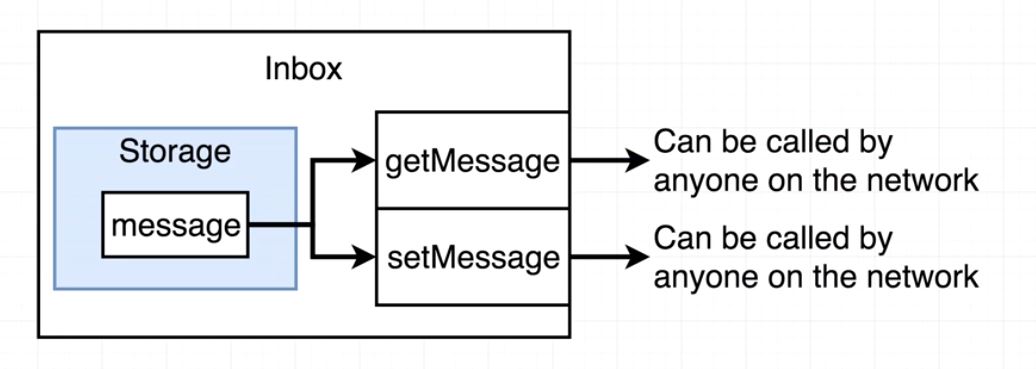 Inbox
Storage
message
getMessage
setMessage
Can be called by
anyone on the network
Can be called by
anyone on the network